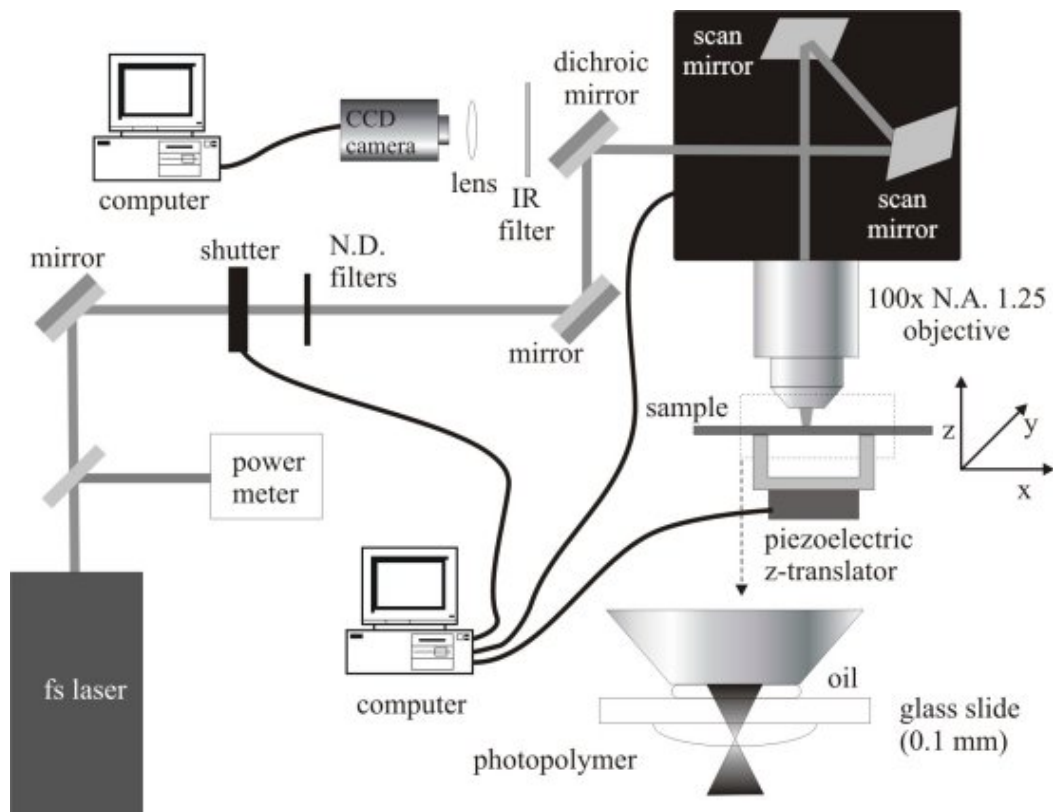 scan
mirror
dichroic
mirror
CCD
camera
lens
IR
filter
computer
scan
mirror
shutter
N.D.
filters
mirror
mirror
100x N.A. 1.25
objective
sample
z
y
x
power
meter
piezoelectric
z-translator
fs laser
computer
oil
glass slide
(0.1 mm)
photopolymer